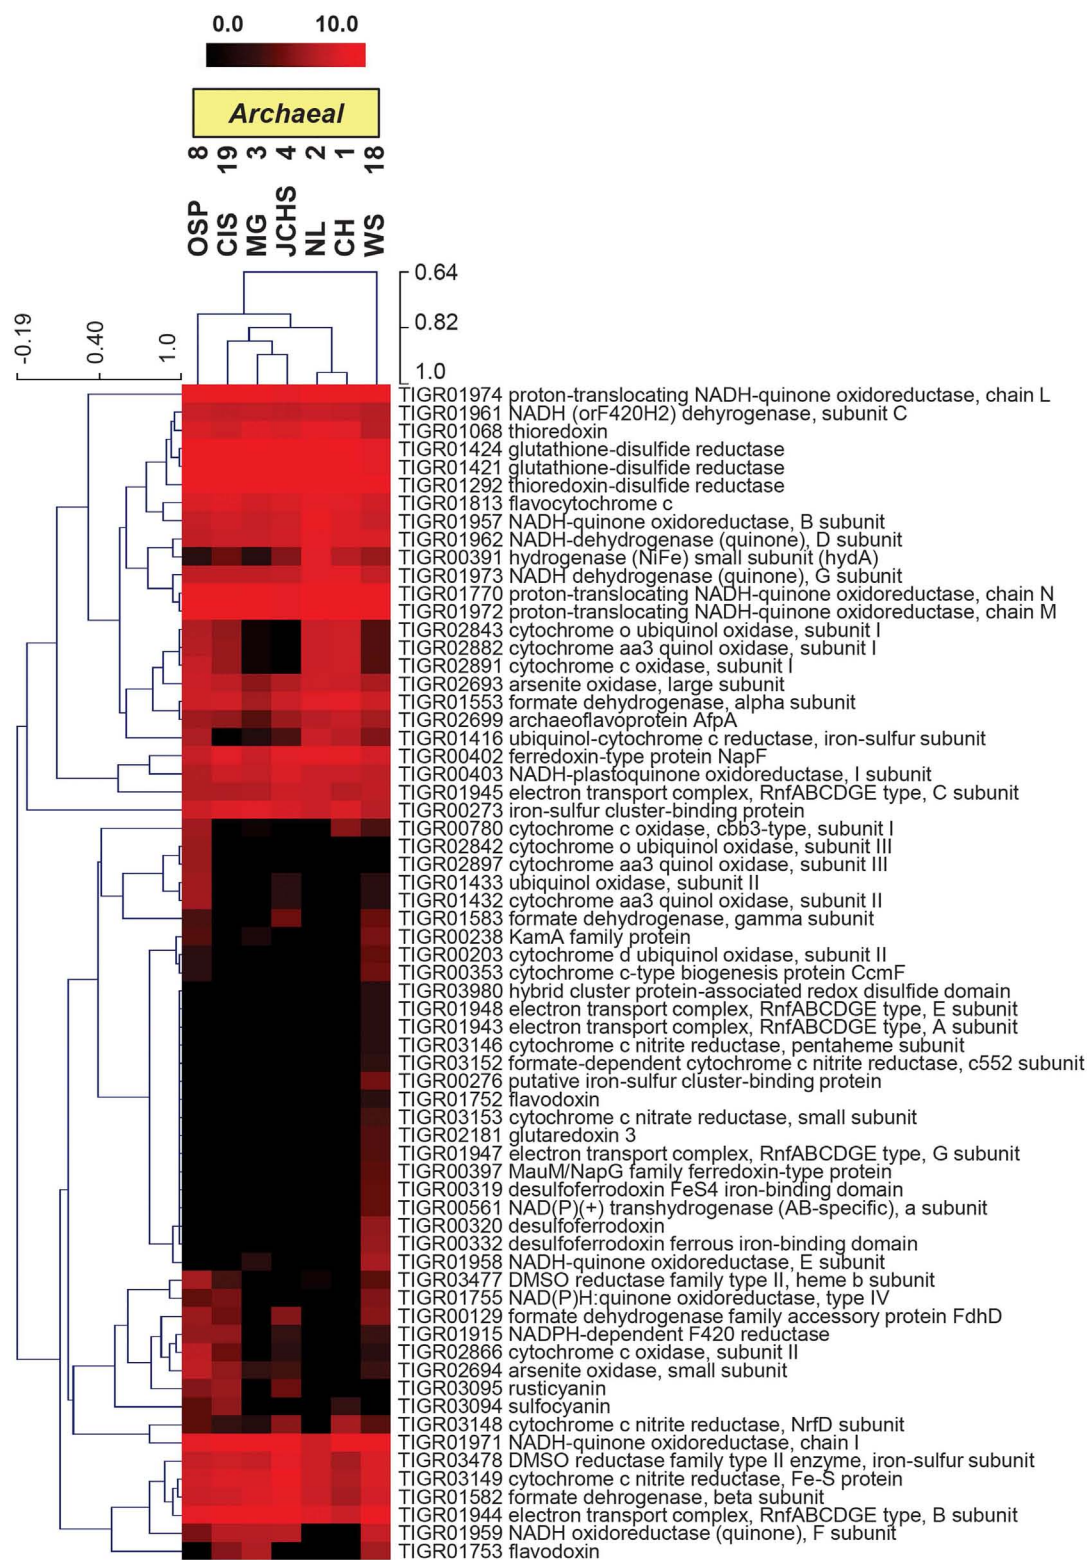 0.0 10.0
Archaeal
8 19 3 4 2 1 18
OSP CIS MG JCHS NL CH WS
0.64
0.82
1.0
-0.19 0.40 1.0
TIGR01974 proton-translocating NADH-quinone oxidoreductase, chain L
TIGR01961 NADH (orF420H2) dehyrogenase, subunit C
TIGR01068 thioredoxin
TIGR01424 glutathione-disulfide reductase
TIGR01421 glutathione-disulfide reductase
TIGR01292 thioredoxin-disulfide reductase
TIGR01813 flavocytochrome c
TIGR01957 NADH-quinone oxidoreductase, B subunit
TIGR01962 NADH-dehydrogenase (quinone), D subunit
TIGR00391 hydrogenase (NiFe) small subunit (hydA)
TIGR01973 NADH dehydrogenase (quinone), G subunit
TIGR01770 proton-translocating NADH-quinone oxidoreductase, chain N
TIGR01972 proton-translocating NADH-quinone oxidoreductase, chain M
TIGR02843 cytochrome o ubiquinol oxidase, subunit I
TIGR02882 cytochrome aa3 quinol oxidase, subunit I
TIGR02891 cytochrome c oxidase, subunit I
TIGR02693 arsenite oxidase, large subunit
TIGR01553 formate dehydrogenase, alpha subunit
TIGR02699 archaeoflavoprotein AfpA
TIGR01416 ubiquinol-cytochrome c reductase, iron-sulfur subunit
TIGR00402 ferredoxin-type protein NapF
TIGR00403 NADH-plastoquinone oxidoreductase, I subunit
TIGR01945 electron transport complex, RnfABCDGE type, C subunit
TIGR00273 iron-sulfur cluster-binding protein
TIGR00780 cytochrome c oxidase, cbb3-type, subunit I
TIGR02842 cytochrome o ubiquinol oxidase, subunit III
TIGR02897 cytochrome aa3 quinol oxidase, subunit III
TIGR01433 ubiquinol oxidase, subunit II
TIGR01432 cytochrome aa3 quinol oxidase, subunit II
TIGR01583 formate dehydrogenase, gamma subunit
TIGR00238 KamA family protein
TIGR00203 cytochrome d ubiquinol oxidase, subunit II
TIGR00353 cytochrome c-type biogenesis protein CcmF
TIGR03980 hybrid cluster protein-associated redox disulfide domain
TIGR01948 electron transport complex, RnfABCDGE type, E subunit
TIGR01943 electron transport complex, RnfABCDGE type, A subunit
TIGR03146 cytochrome c nitrite reductase, pentaheme subunit
TIGR03152 formate-dependent cytochrome c nitrite reductase, c552 subunit
TIGR00276 putative iron-sulfur cluster-binding protein
TIGR01752 flavodoxin
TIGR03153 cytochrome c nitrate reductase, small subunit
TIGR02181 glutaredoxin 3
TIGR01947 electron transport complex, RnfABCDGE type, G subunit
TIGR00397 MauM/NapG family ferredoxin-type protein
TIGR00319 desulfoferrodoxin FeS4 iron-binding domain
TIGR00561 NAD(P)(+) transhydrogenase (AB-specific), a subunit
TIGR00320 desulfoferrodoxin
TIGR00332 desulfoferrodoxin ferrous iron-binding domain
TIGR01958 NADH-quinone oxidoreductase, E subunit
TIGR03477 DMSO reductase family type II, heme b subunit
TIGR01755 NAD(P)H:quinone oxidoreductase, type IV
TIGR00129 formate dehydrogenase family accessory protein FdhD
TIGR01915 NADPH-dependent F420 reductase
TIGR02866 cytochrome c oxidase, subunit II
TIGR02694 arsenite oxidase, small subunit
TIGR03095 rusticyanin
TIGR03094 sulfocyanin
TIGR03148 cytochrome c nitrite reductase, NrfD subunit
TIGR01971 NADH-quinone oxidoreductase, chain I
TIGR03478 DMSO reductase family type II enzyme, iron-sulfur subunit
TIGR03149 cytochrome c nitrite reductase, Fe-S protein
TIGR01582 formate dehrogenase, beta subunit
TIGR01944 electron transport complex, RnfABCDGE type, B subunit
TIGR01959 NADH oxidoreductase (quinone), F subunit
TIGR01753 flavodoxin